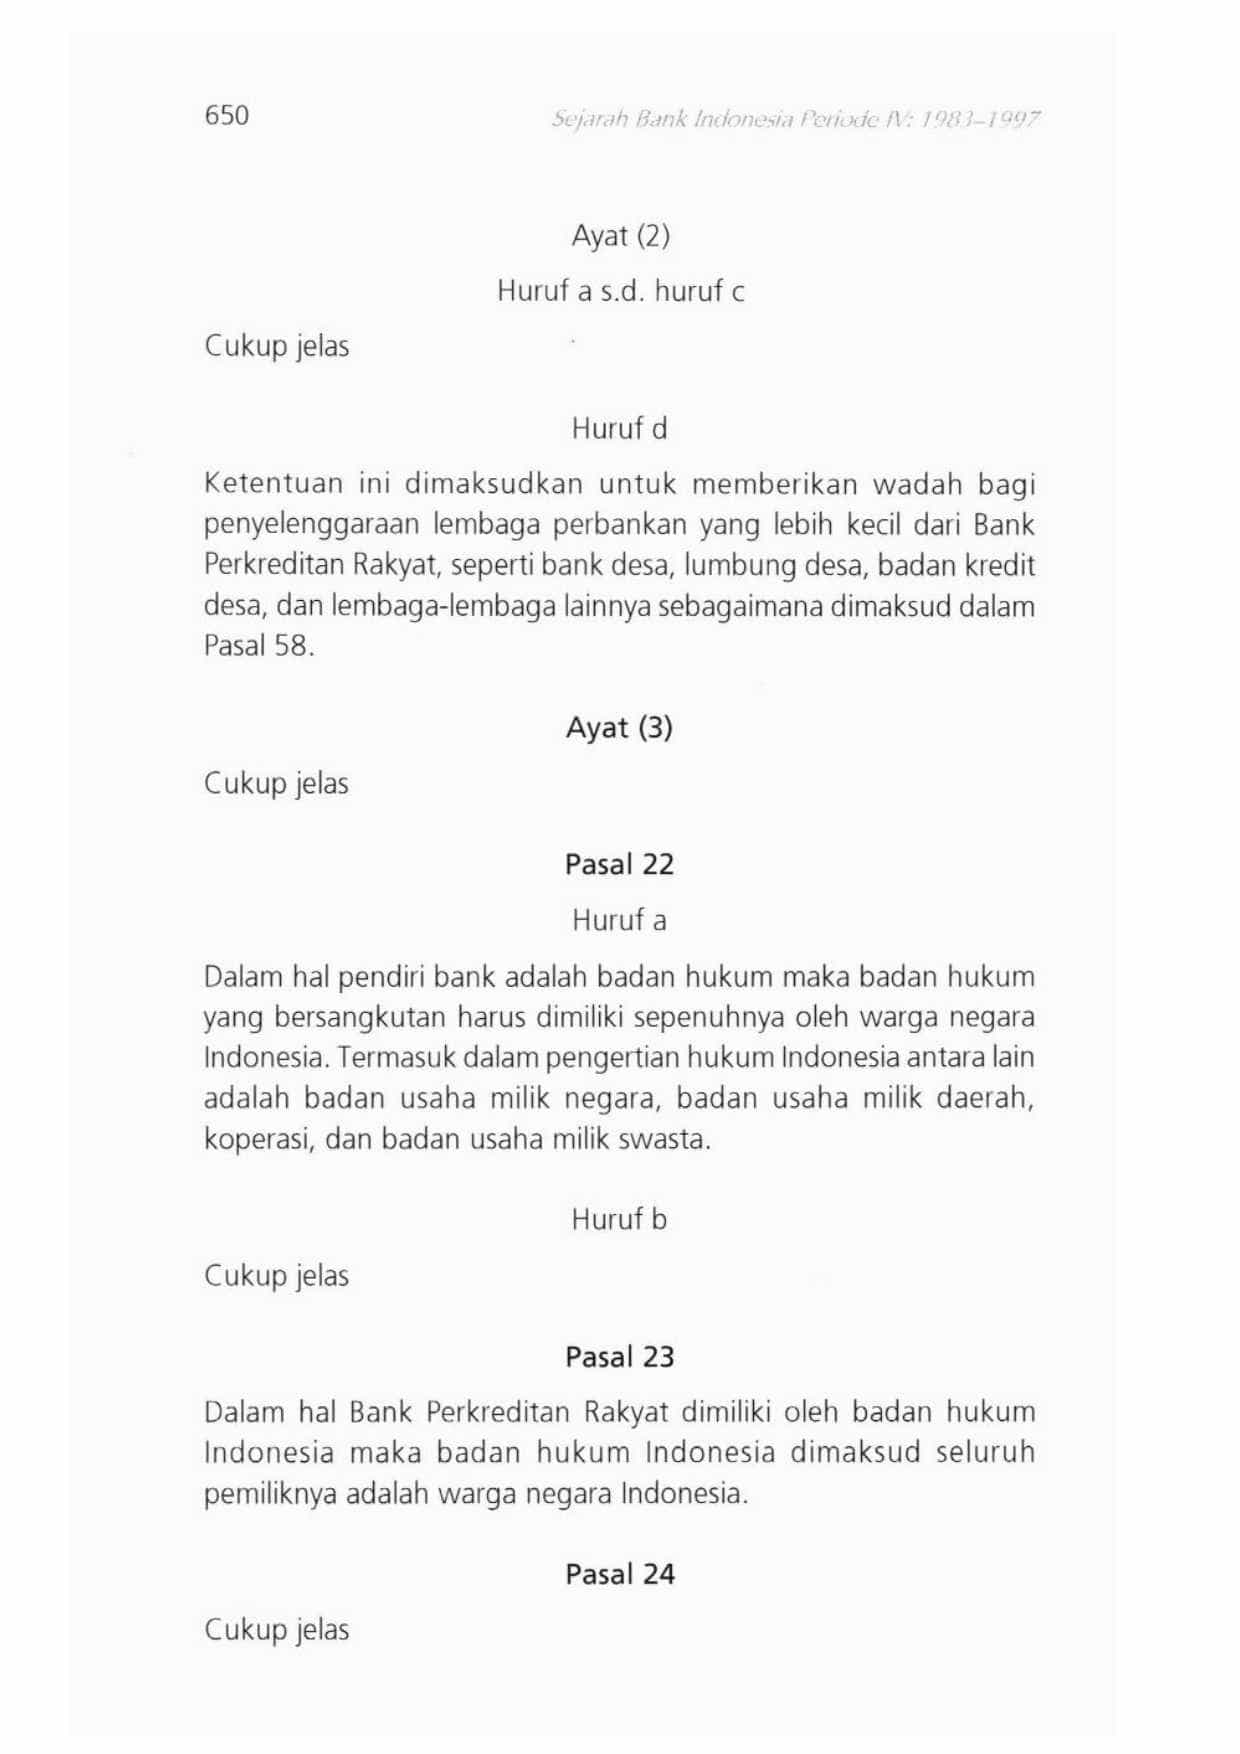 650
Sejarah Bank Indonesia Periode IV: 1983–1997
Ayat (2)
Huruf a s.d. huruf c
Cukup jelas
Huruf d
Ketentuan ini dimaksudkan untuk memberikan wadah bagi
penyelenggaraan lembaga perbankan yang lebih kecil dari Bank
Perkreditan Rakyat, seperti bank desa, lumbung desa, badan kredit
desa, dan lembaga-lembaga lainnya sebagaimana dimaksud dalam
Pasal 58.
Ayat (3)
Cukup jelas
Pasal 22
Huruf a
Dalam hal pendiri bank adalah badan hukum maka badan hukum
yang bersangkutan harus dimiliki sepenuhnya oleh warga negara
Indonesia. Termasuk dalam pengertian hukum Indonesia antara lain
adalah badan usaha milik negara, badan usaha milik daerah,
koperasi, dan badan usaha milik swasta.
Huruf b
Cukup jelas
Pasal 23
Dalam hal Bank Perkreditan Rakyat dimiliki oleh badan hukum
Indonesia maka badan hukum Indonesia dimaksud seluruh
pemiliknya adalah warga negara Indonesia.
Pasal 24
Cukup jelas